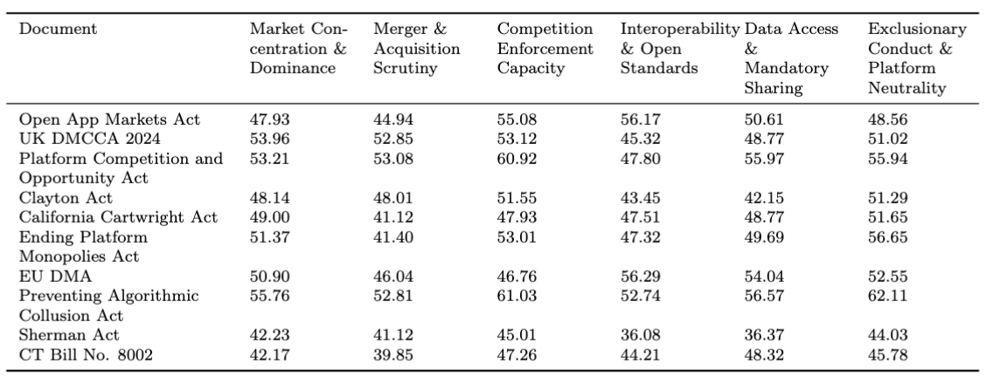 Document Market Con- Merger & Competition Interoperability Data Access Exclusionary
centration & Acquisition Enforcement & Open & Conduct &
Dominance Scrutiny Capacity Standards Mandatory Platform
Sharing Neutrality
Open App Markets Act 47.93 44.94 55.08 56.17 50.61 48.56
UK DMCCA 2024 53.96 52.85 53.12 45.32 48.77 51.02
Platform Competition and 53.21 53.08 60.92 47.80 55.97 55.94
Opportunity Act
Clayton Act 48.14 48.01 51.55 43.45 42.15 51.29
California Cartwright Act 49.00 41.12 47.93 47.51 48.77 51.65
Ending Platform 51.37 41.40 53.01 47.32 49.69 56.65
Monopolies Act
EU DMA 50.90 46.04 46.76 56.29 54.04 52.55
Preventing Algorithmic 55.76 52.81 61.03 52.74 56.57 62.11
Collusion Act
Sherman Act 42.23 41.12 45.01 36.08 36.37 44.03
CT Bill No. 8002 42.17 39.85 47.26 44.21 48.32 45.78